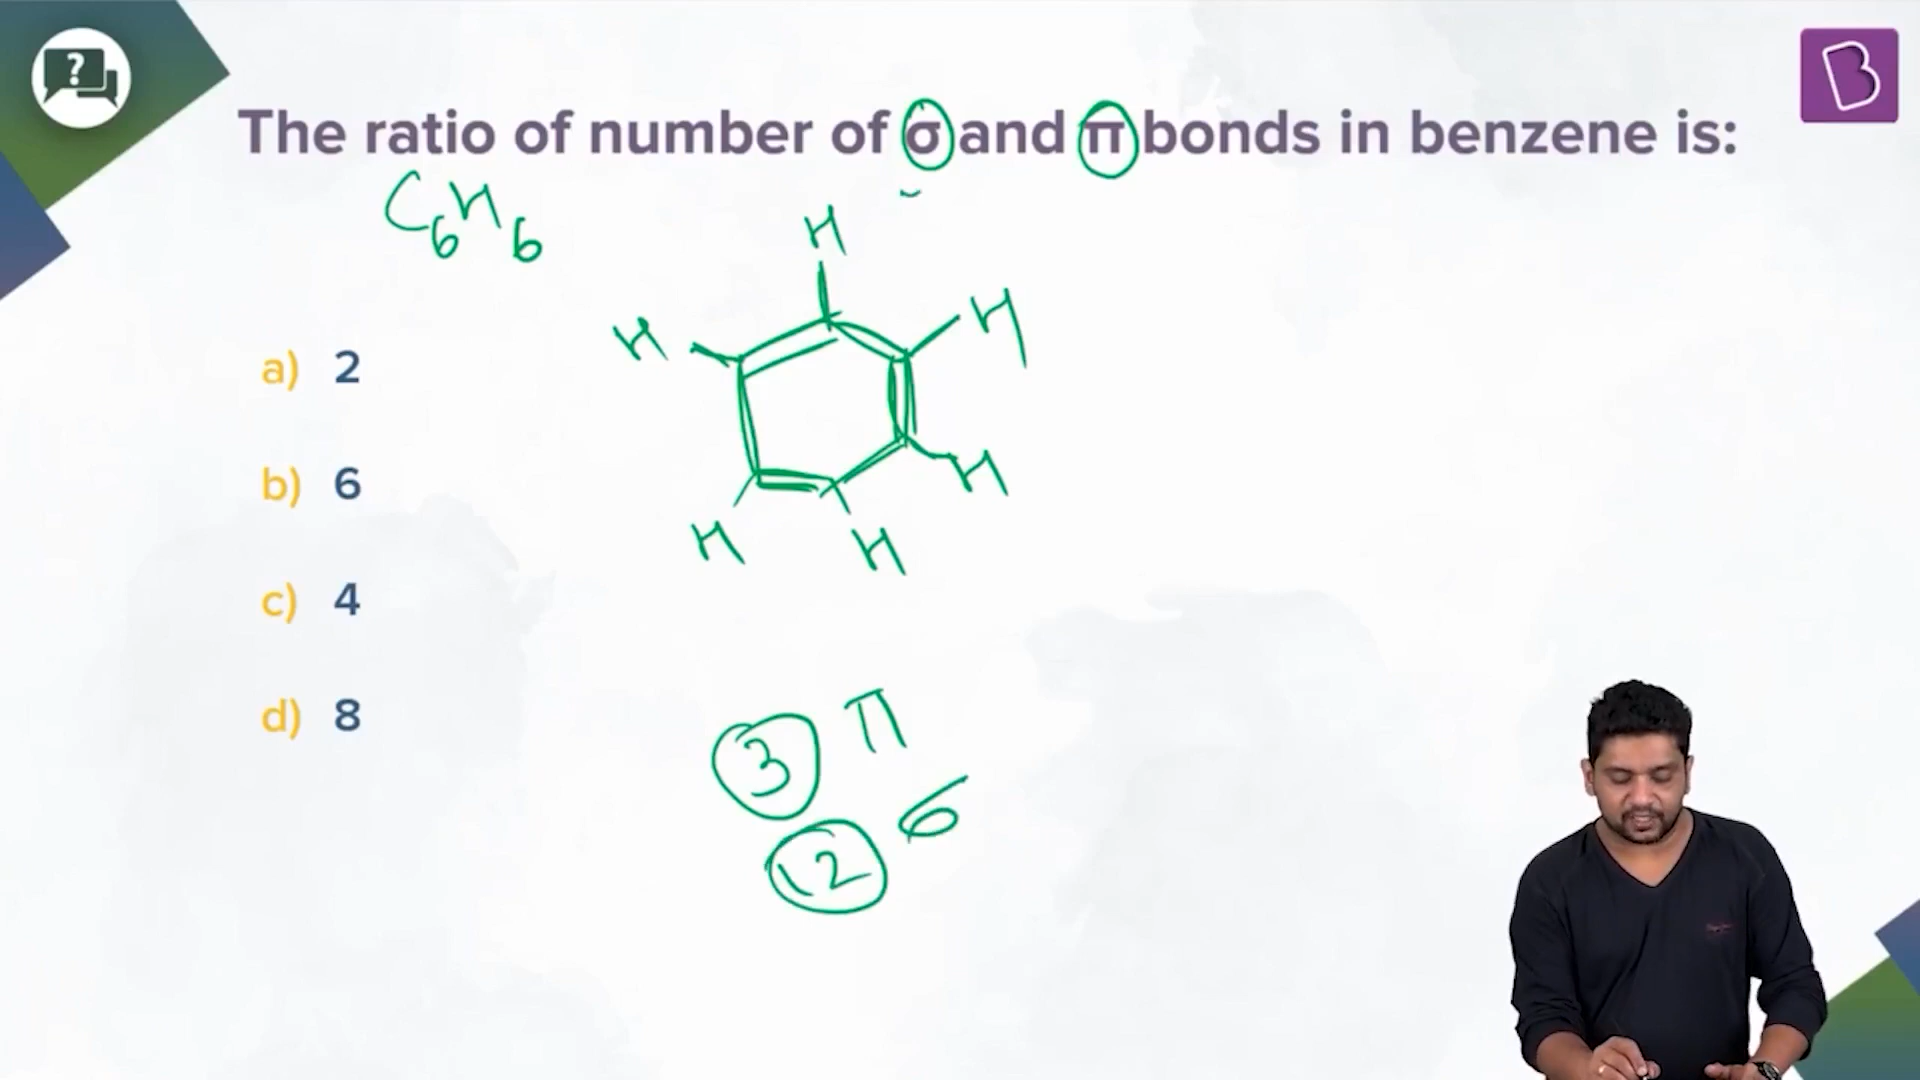 ?
B
The ratio of number of σ and π bonds in benzene is:
C6H6
H
H
H
a) 2
b) 6
H
H
H
c) 4
d) 8
3 π
12 σ